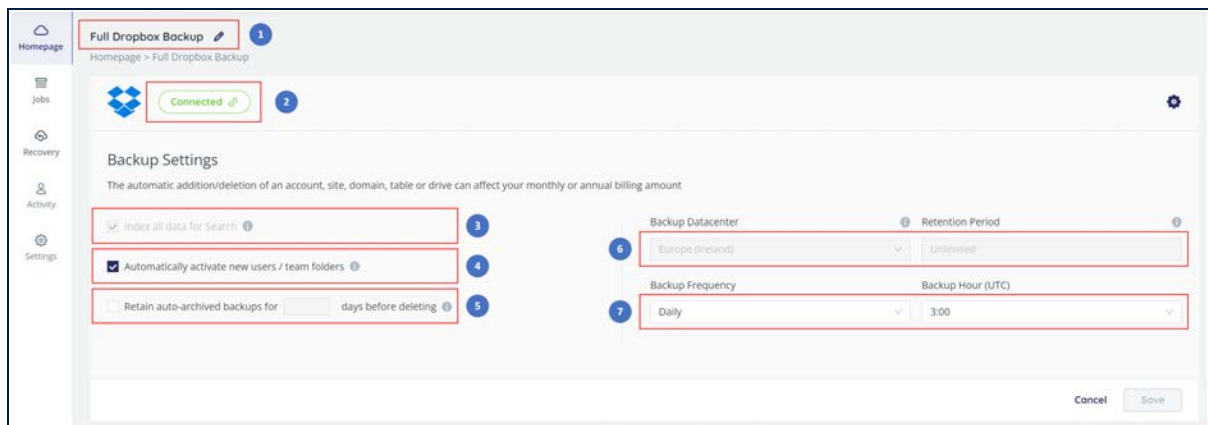 Homepage
Jobs
Recovery
Activity
Settings
Full Dropbox Backup
1
Homepage > Full Dropbox Backup
Connected
2
Backup Settings
The automatic addition/deletion of an account, site, domain, table or drive can affect your monthly or annual billing amount
Index all data for Search
3
Automatically activate new users / team folders
4
Retain auto-archived backups for days before deleting
5
Backup Datacenter Retention Period
6
Europe (Ireland) Unlimited
Backup Frequency Backup Hour (UTC)
7
Daily 3:00
Cancel Save